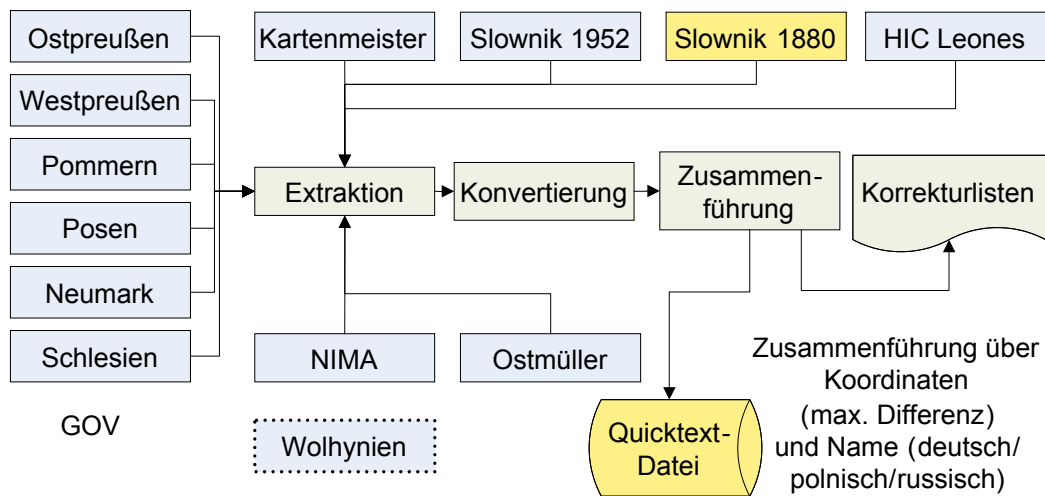 Ostpreußen
Westpreußen
Pommern
Posen
Neumark
Schlesien
GOV
Kartenmeister
Slownik 1952
Slownik 1880
HIC Leones
Extraktion
Konvertierung
Zusammen-
führung
Korrekturlisten
NIMA
Ostmüller
Wolhynien
Quicktext-
Datei
Zusammenführung über
Koordinaten
(max. Differenz)
und Name (deutsch/
polnisch/russisch)